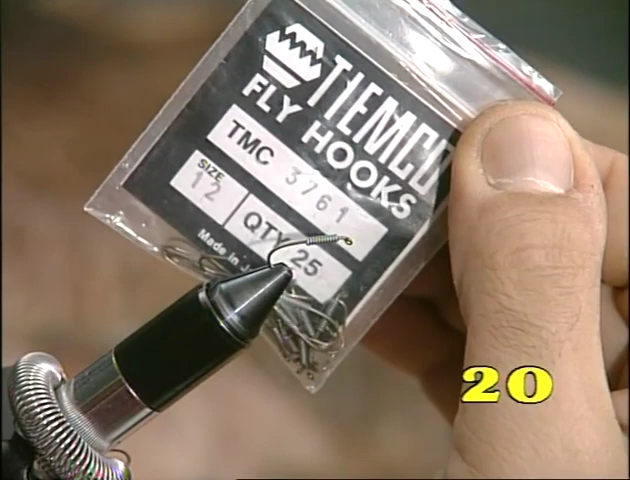 TIEMCO
FLY HOOKS
TMC 3761
SIZE 12
QTY 25
Made in
20